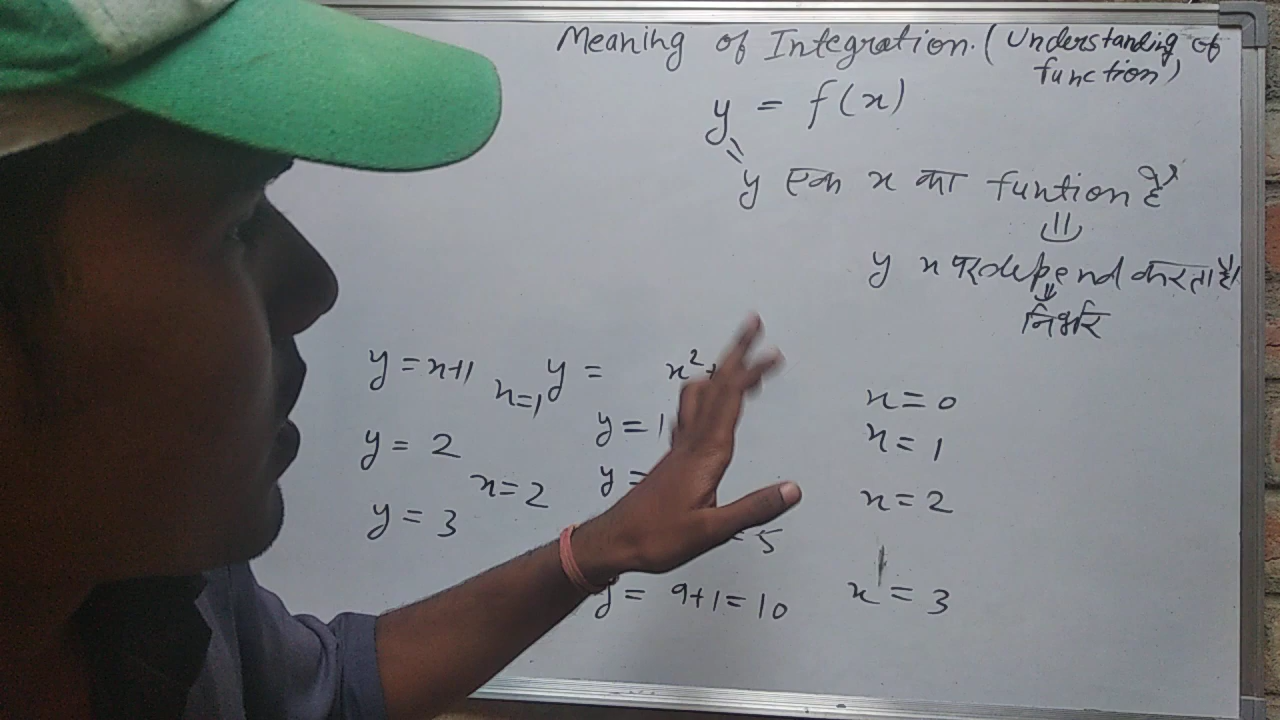 Meaning of Integration. (Understanding of
function)
y = f(x)
y एक x का funtion है
y x पर depend करता है।
निर्भर
y = x+1
x=1
y = x²+
x = 0
y = 1
x = 1
y = 2
x = 2
y =
x = 2
y = 3
= 5
y = 9+1 = 10
x = 3